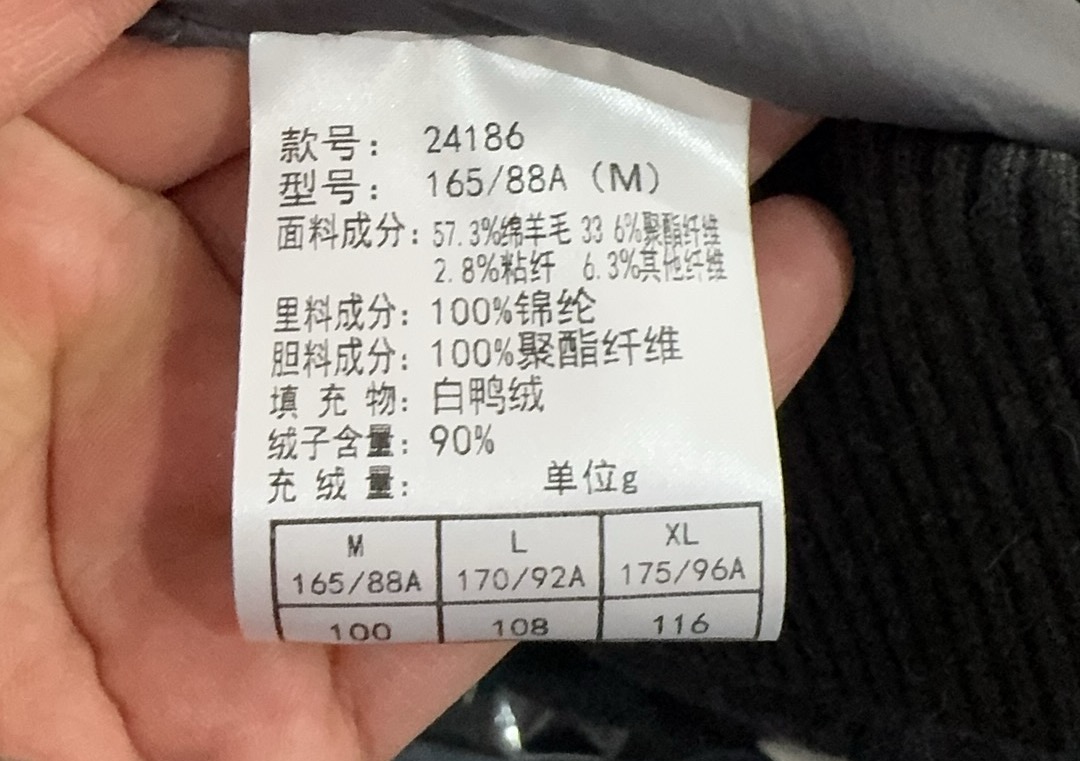 款号： 24186
型号： 165/88A（M）
面料成分：57.3%绵羊毛 33 6%聚酯纤维
2.8%粘纤 6.3%其他纤维
里料成分：100%锦纶
胆料成分：100%聚酯纤维
填 充 物：白鸭绒
绒子含量：90%
充 绒 量： 单位g
M L XL
165/88A 170/92A 175/96A
100 108 116